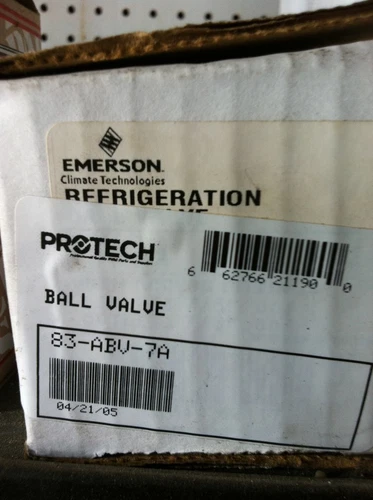 EMERSON
Climate Technologies
REFRIGERATION
PROTECH
6 62766 21190 0
BALL VALVE
83-ABV-7A
04/21/05